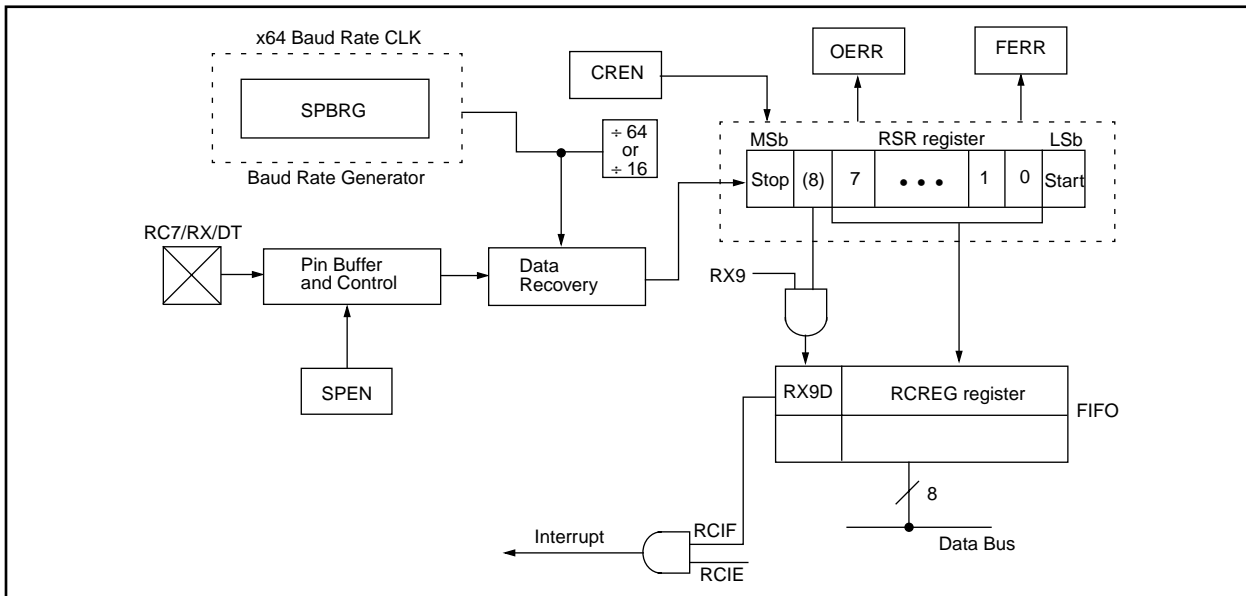 x64 Baud Rate CLK
SPBRG
Baud Rate Generator
CREN
OERR
FERR
÷ 64
or
÷ 16
MSb
RSR register
LSb
Stop
(8)
7
• • •
1
0
Start
RC7/RX/DT
Pin Buffer
and Control
Data
Recovery
RX9
SPEN
RX9D
RCREG register
FIFO
8
Interrupt
RCIF
RCIE
Data Bus